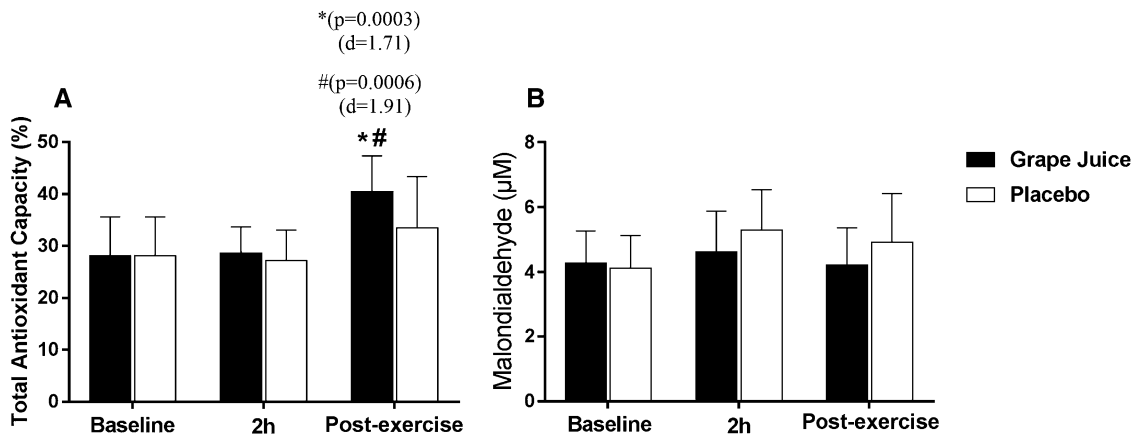 *(p=0.0003)
(d=1.71)
#(p=0.0006)
(d=1.91)
A
*#
Total Antioxidant Capacity (%)
50
40
30
20
10
0
Baseline
2h
Post-exercise
B
Malondialdehyde (µM)
8
6
4
2
0
Baseline
2h
Post-exercise
Grape Juice
Placebo